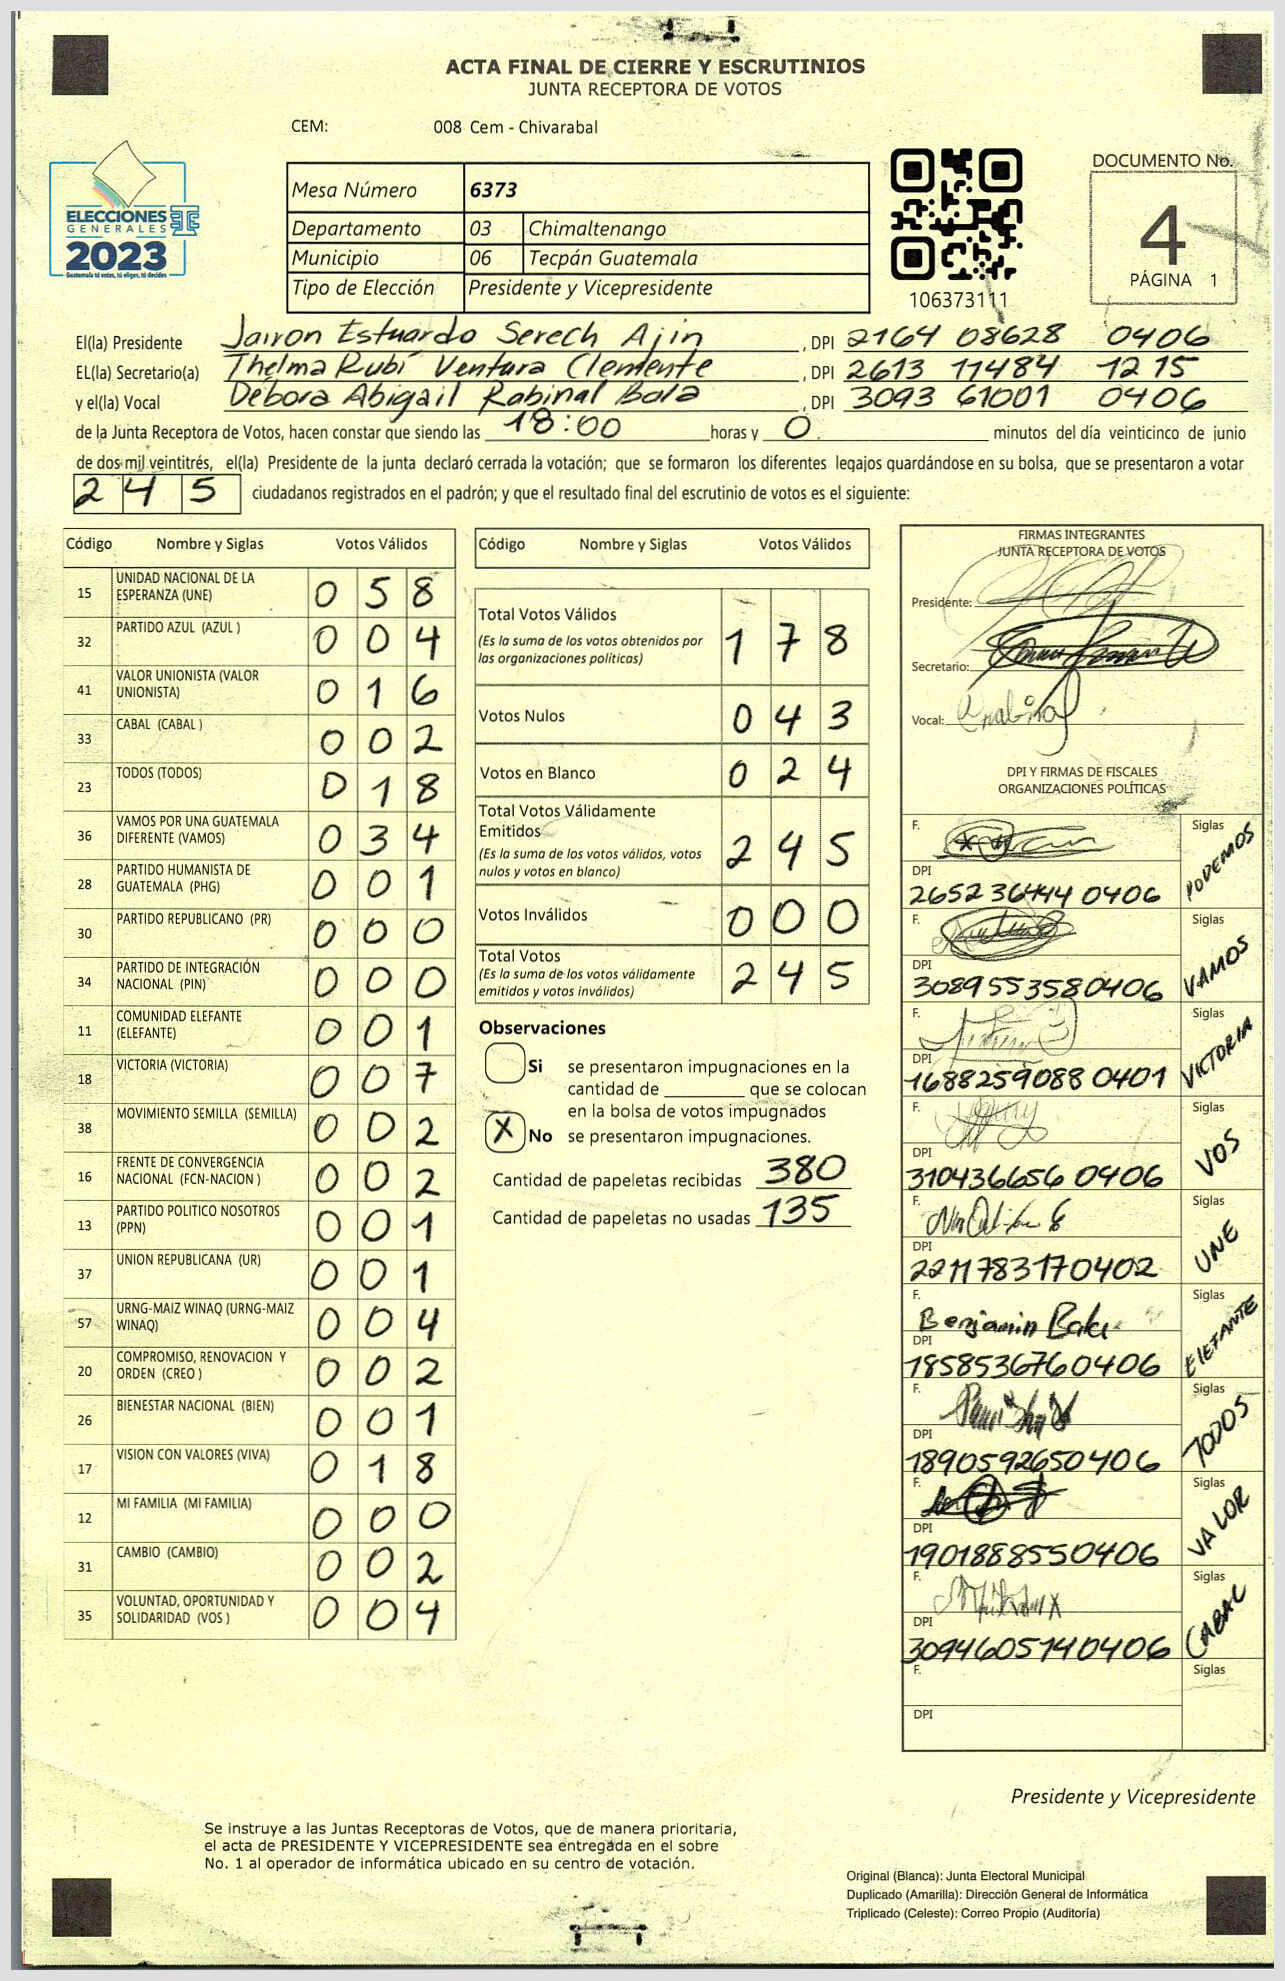 ACTA FINAL DE CIERRE Y ESCRUTINIOS
JUNTA RECEPTORA DE VOTOS
CEM: 008 Cem - Chivarabal
ELECCIONES
GENERALES
2023
Guatemala tú votas, tú eliges, tú decides
Mesa Número 6373
Departamento 03 Chimaltenango
Municipio 06 Tecpán Guatemala
Tipo de Elección Presidente y Vicepresidente
106373111
DOCUMENTO No.
4
PÁGINA 1
El(la) Presidente Jairon Estuardo Serech Ajin , DPI 2164 08628 0406
EL(la) Secretario(a) Thelma Rubí Ventura Clemente , DPI 2613 11484 1215
y el(la) Vocal Débora Abigail Rabinal Bala , DPI 3093 61001 0406
de la Junta Receptora de Votos, hacen constar que siendo las 18:00 horas y 0. minutos del día veinticinco de junio
de dos mil veintitrés, el(la) Presidente de la junta declaró cerrada la votación; que se formaron los diferentes legajos quardándose en su bolsa, que se presentaron a votar
245 ciudadanos registrados en el padrón; y que el resultado final del escrutinio de votos es el siguiente:
Código Nombre y Siglas Votos Válidos
15 UNIDAD NACIONAL DE LA ESPERANZA (UNE) 0 5 8
32 PARTIDO AZUL (AZUL ) 0 0 4
41 VALOR UNIONISTA (VALOR UNIONISTA) 0 1 6
33 CABAL (CABAL ) 0 0 2
23 TODOS (TODOS) 0 1 8
36 VAMOS POR UNA GUATEMALA DIFERENTE (VAMOS) 0 3 4
28 PARTIDO HUMANISTA DE GUATEMALA (PHG) 0 0 1
30 PARTIDO REPUBLICANO (PR) 0 0 0
34 PARTIDO DE INTEGRACIÓN NACIONAL (PIN) 0 0 0
11 COMUNIDAD ELEFANTE (ELEFANTE) 0 0 1
18 VICTORIA (VICTORIA) 0 0 7
38 MOVIMIENTO SEMILLA (SEMILLA) 0 0 2
16 FRENTE DE CONVERGENCIA NACIONAL (FCN-NACION ) 0 0 2
13 PARTIDO POLITICO NOSOTROS (PPN) 0 0 1
37 UNION REPUBLICANA (UR) 0 0 1
57 URNG-MAIZ WINAQ (URNG-MAIZ WINAQ) 0 0 4
20 COMPROMISO, RENOVACION Y ORDEN (CREO ) 0 0 2
26 BIENESTAR NACIONAL (BIEN) 0 0 1
17 VISION CON VALORES (VIVA) 0 1 8
12 MI FAMILIA (MI FAMILIA) 0 0 0
31 CAMBIO (CAMBIO) 0 0 2
35 VOLUNTAD, OPORTUNIDAD Y SOLIDARIDAD (VOS ) 0 0 4
Código Nombre y Siglas Votos Válidos
Total Votos Válidos 1 7 8
(Es la suma de los votos obtenidos por
las organizaciones políticas)
Votos Nulos 0 4 3
Votos en Blanco 0 2 4
Total Votos Válidamente
Emitidos 2 4 5
(Es la suma de los votos válidos, votos
nulos y votos en blanco)
Votos Inválidos 0 0 0
Total Votos 2 4 5
(Es la suma de los votos válidamente
emitidos y votos inválidos)
Observaciones
Si se presentaron impugnaciones en la
cantidad de ________ que se colocan
en la bolsa de votos impugnados
X No se presentaron impugnaciones.
Cantidad de papeletas recibidas 380
Cantidad de papeletas no usadas 135
FIRMAS INTEGRANTES
JUNTA RECEPTORA DE VOTOS
Presidente:
Secretario:
Vocal:
DPI Y FIRMAS DE FISCALES
ORGANIZACIONES POLÍTICAS
F. Siglas PODEMOS
DPI
2652 36444 0406
F. Siglas VAMOS
DPI
3089553580406
F. Siglas VICTORIA
DPI
1688259088 0401
F. Siglas VOS
DPI
310436656 0406
F. Siglas UNE
DPI
2211783170402
F. Benjamin Siglas ELEFANTE
DPI
1858536760406
F. Siglas TODOS
DPI
1890592650406
F. Siglas VALOR
DPI
1901888550406
F. Siglas CABAL
DPI
3094605140406
F. Siglas
DPI
Presidente y Vicepresidente
Se instruye a las Juntas Receptoras de Votos, que de manera prioritaria,
el acta de PRESIDENTE Y VICEPRESIDENTE sea entregada en el sobre
No. 1 al operador de informática ubicado en su centro de votación.
Original (Blanca): Junta Electoral Municipal
Duplicado (Amarilla): Dirección General de Informática
Triplicado (Celeste): Correo Propio (Auditoría)